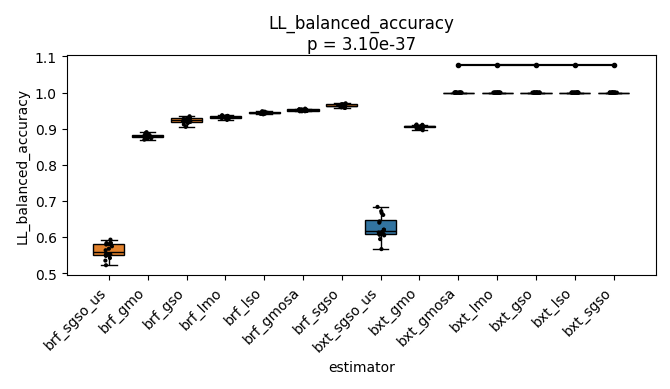 LL_balanced_accuracy
p = 3.10e-37
LL_balanced_accuracy
1.1
1.0
0.9
0.8
0.7
0.6
0.5
brf_sgso_us
brf_gmo
brf_gso
brf_lmo
brf_lso
brf_gmosa
brf_sgso
bxt_sgso_us
bxt_gmo
bxt_gmosa
bxt_lmo
bxt_gso
bxt_lso
bxt_sgso
estimator